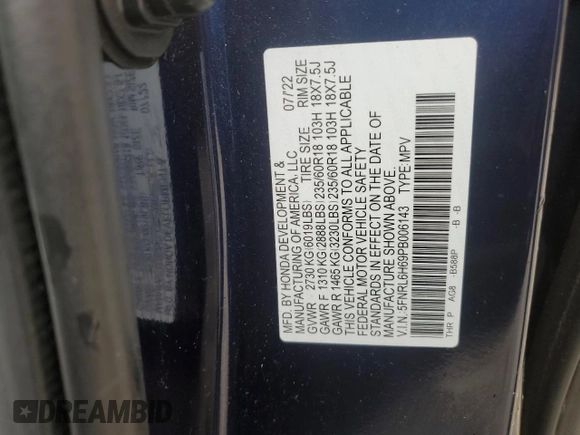 MFD. BY HONDA DEVELOPMENT &
MANUFACTURING OF AMERICA, LLC 07/22
GVWR 2730 KG(6019LBS) TIRE SIZE RIM SIZE
GAWR F 1310 KG(2888LBS) 235/60R18 103H 18X7.5J
GAWR R 1465 KG(3230LBS) 235/60R18 103H 18X7.5J
THIS VEHICLE CONFORMS TO ALL APPLICABLE
FEDERAL MOTOR VEHICLE SAFETY
STANDARDS IN EFFECT ON THE DATE OF
MANUFACTURE SHOWN ABOVE.
V.I.N: 5FNRL6H69PB006143 TYPE: MPV
THR P AG8 -B588P -B -B
DREAMBID